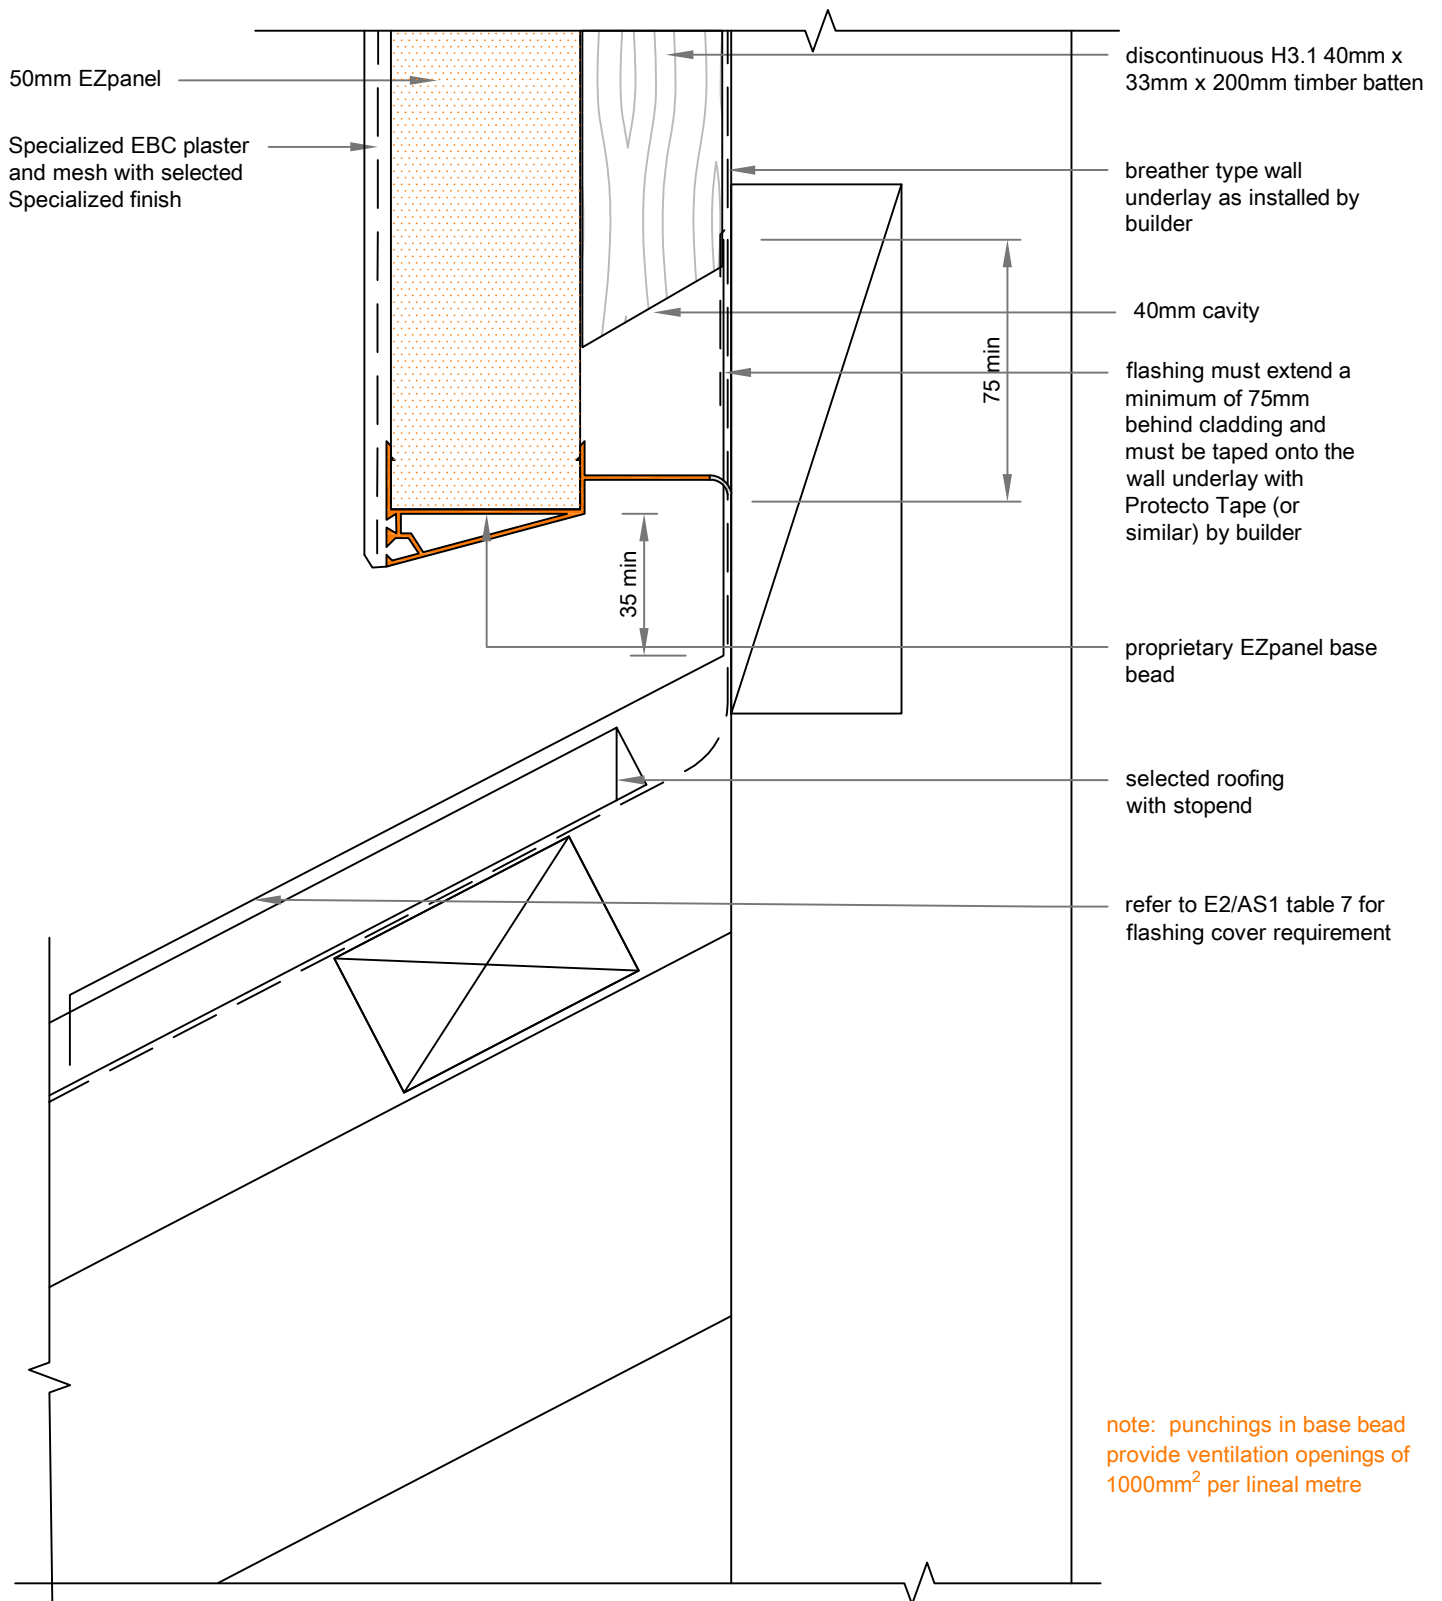 50mm EZpanel
Specialized EBC plaster
and mesh with selected
Specialized finish
discontinuous H3.1 40mm x
33mm x 200mm timber batten
breather type wall
underlay as installed by
builder
40mm cavity
flashing must extend a
minimum of 75mm
behind cladding and
must be taped onto the
wall underlay with
Protecto Tape (or
similar) by builder
75 min
35 min
proprietary EZpanel base
bead
selected roofing
with stopend
refer to E2/AS1 table 7 for
flashing cover requirement
note: punchings in base bead
provide ventilation openings of
1000mm² per lineal metre